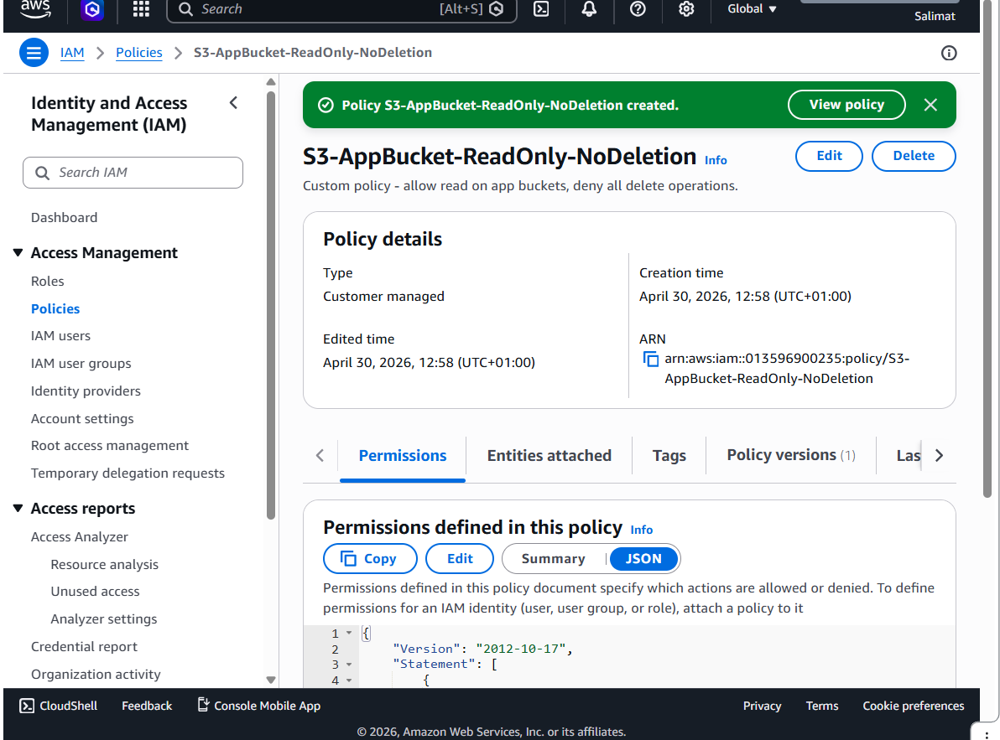 aws
Search
[Alt+S]
Global
Salimat
IAM
Policies
S3-AppBucket-ReadOnly-NoDeletion
Identity and Access
Management (IAM)
Search IAM
Dashboard
Access Management
Roles
Policies
IAM users
IAM user groups
Identity providers
Account settings
Root access management
Temporary delegation requests
Access reports
Access Analyzer
Resource analysis
Unused access
Analyzer settings
Credential report
Organization activity
Policy S3-AppBucket-ReadOnly-NoDeletion created.
View policy
S3-AppBucket-ReadOnly-NoDeletion Info
Edit
Delete
Custom policy - allow read on app buckets, deny all delete operations.
Policy details
Type
Customer managed
Creation time
April 30, 2026, 12:58 (UTC+01:00)
Edited time
April 30, 2026, 12:58 (UTC+01:00)
ARN
arn:aws:iam::013596900235:policy/S3-
AppBucket-ReadOnly-NoDeletion
Permissions
Entities attached
Tags
Policy versions (1)
Las
Permissions defined in this policy Info
Copy
Edit
Summary
JSON
Permissions defined in this policy document specify which actions are allowed or denied. To define
permissions for an IAM identity (user, user group, or role), attach a policy to it
1 {
2 "Version": "2012-10-17",
3 "Statement": [
4 {
CloudShell
Feedback
Console Mobile App
Privacy
Terms
Cookie preferences
© 2026, Amazon Web Services, Inc. or its affiliates.